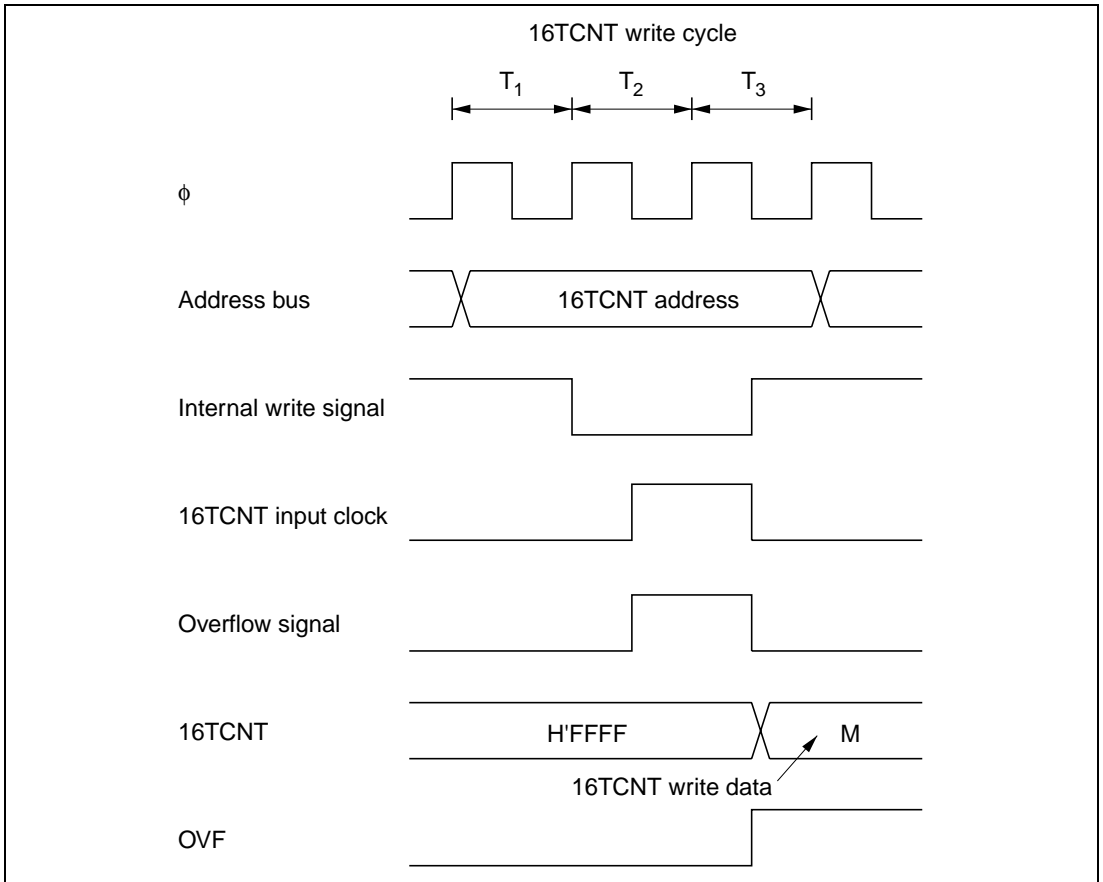 16TCNT write cycle
T1 T2 T3
φ
Address bus 16TCNT address
Internal write signal
16TCNT input clock
Overflow signal
16TCNT H'FFFF M
16TCNT write data
OVF